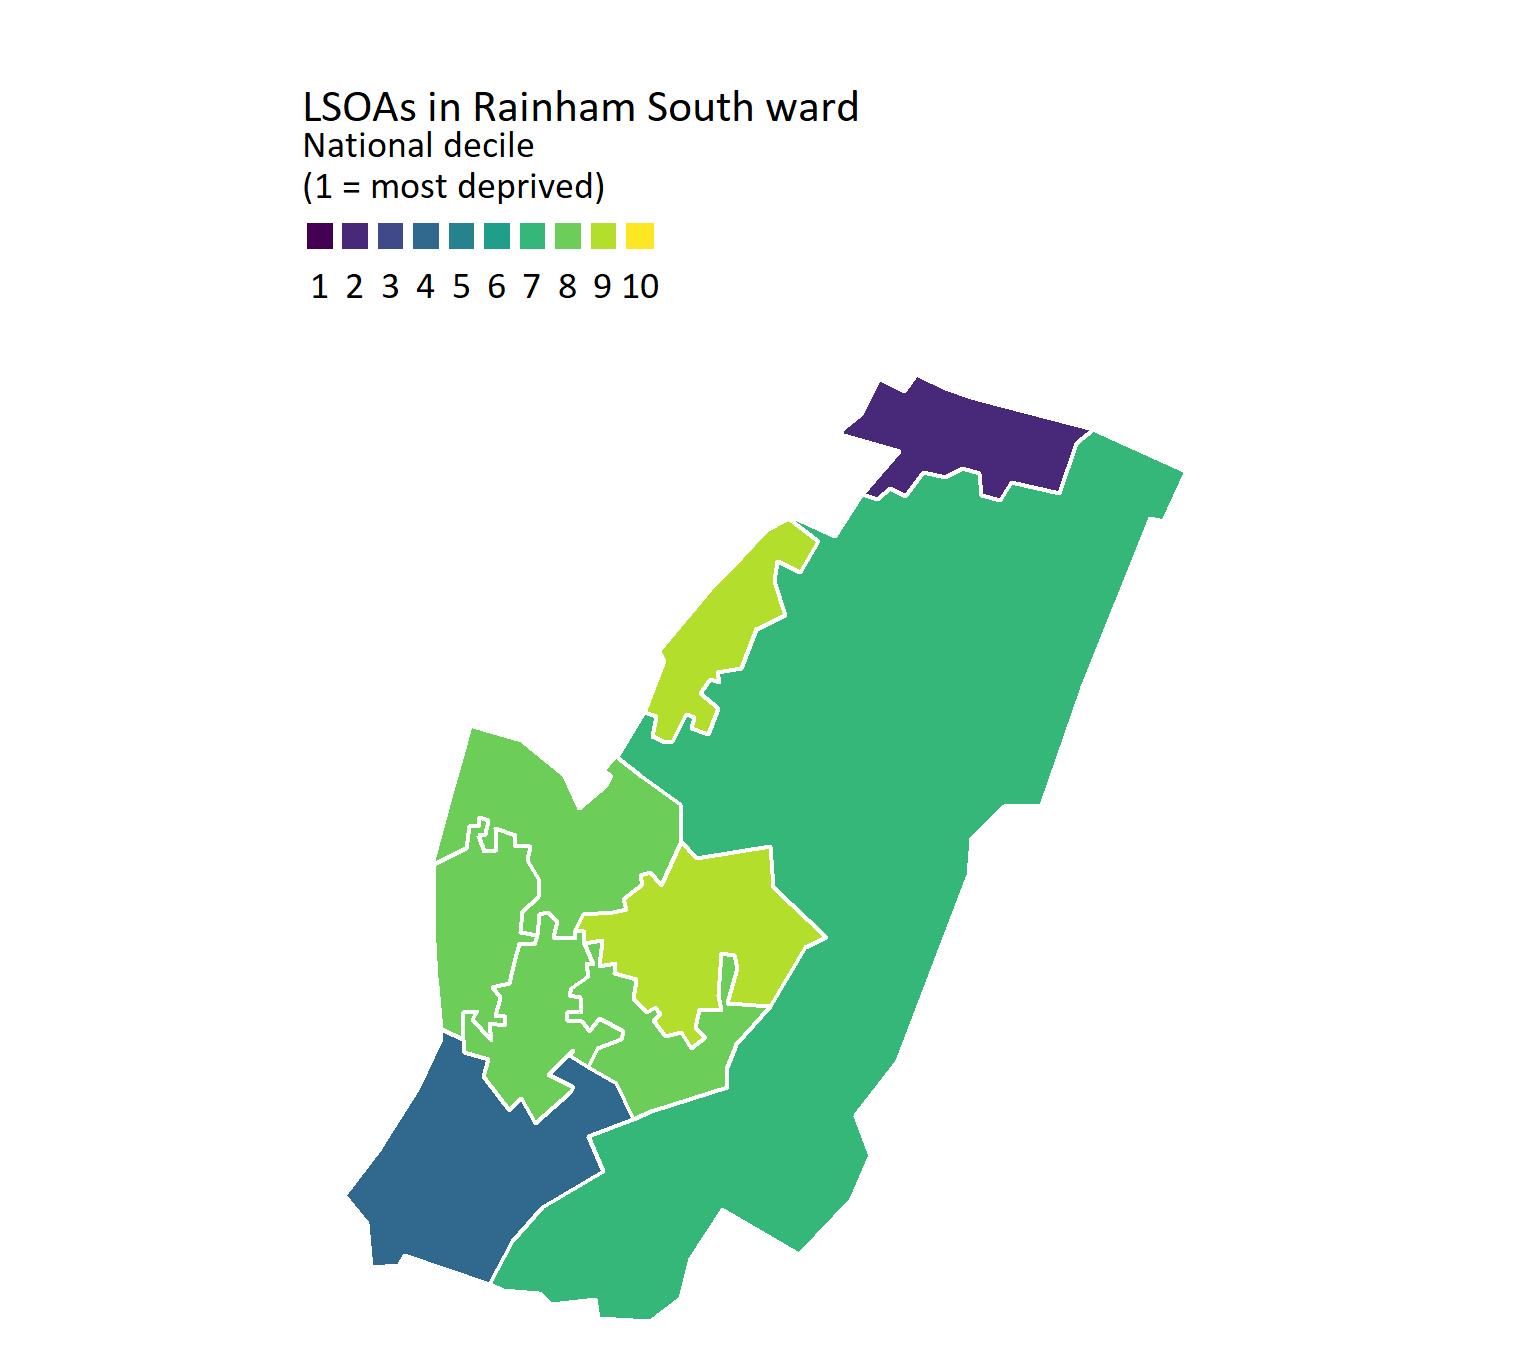 LSOAs in Rainham South ward
National decile
(1 = most deprived)
1 2 3 4 5 6 7 8 9 10